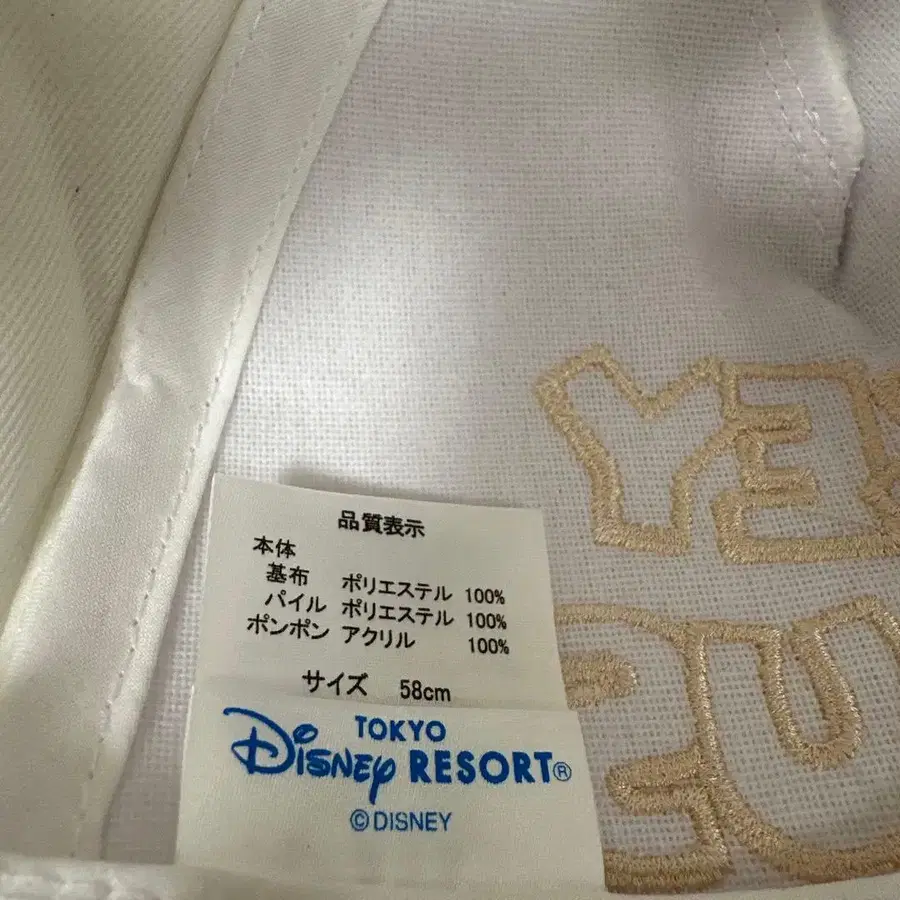 品質表示
本体
基布 ポリエステル 100%
パイル ポリエステル 100%
ポンポン アクリル 100%
サイズ 58cm
TOKYO
Disney RESORT®
©DISNEY